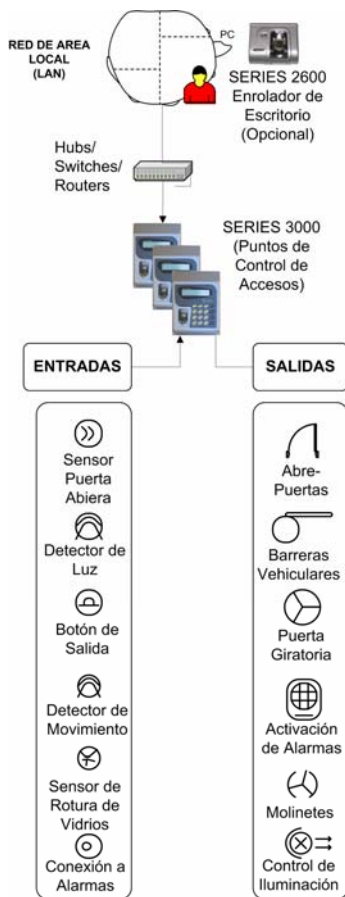 RED DE AREA
LOCAL
(LAN)
PC
SERIES 2600
Enrolador de
Escritorio
(Opcional)
Hubs/
Switches/
Routers
SERIES 3000
(Puntos de
Control de
Accesos)
ENTRADAS
SALIDAS
Sensor
Puerta
Abiera
Detector de
Luz
Botón de
Salida
Detector de
Movimiento
Sensor de
Rotura de
Vidrios
Conexión a
Alarmas
Abre-
Puertas
Barreras
Vehiculares
Puerta
Giratoria
Activación
de Alarmas
Molinetes
Control de
Iluminación